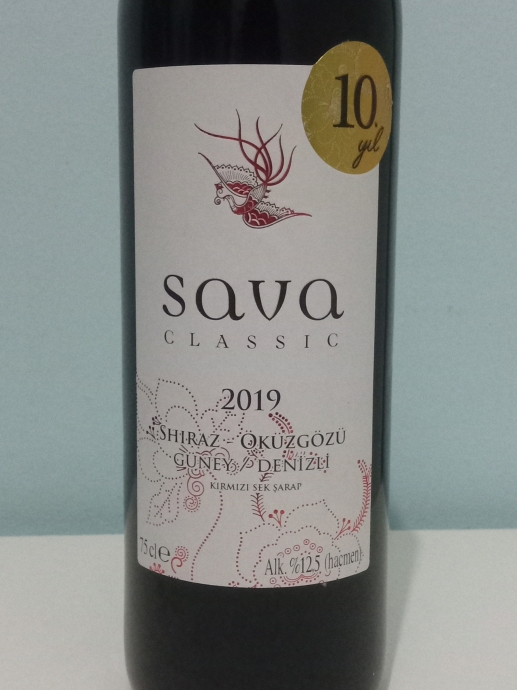 10.
yıl
sava
CLASSIC
2019
SHIRAZ - ÖKÜZGÖZÜ
GÜNEY / DENİZLİ
KIRMIZI SEK ŞARAP
75 cl e
Alk. %12,5 (hacmen)